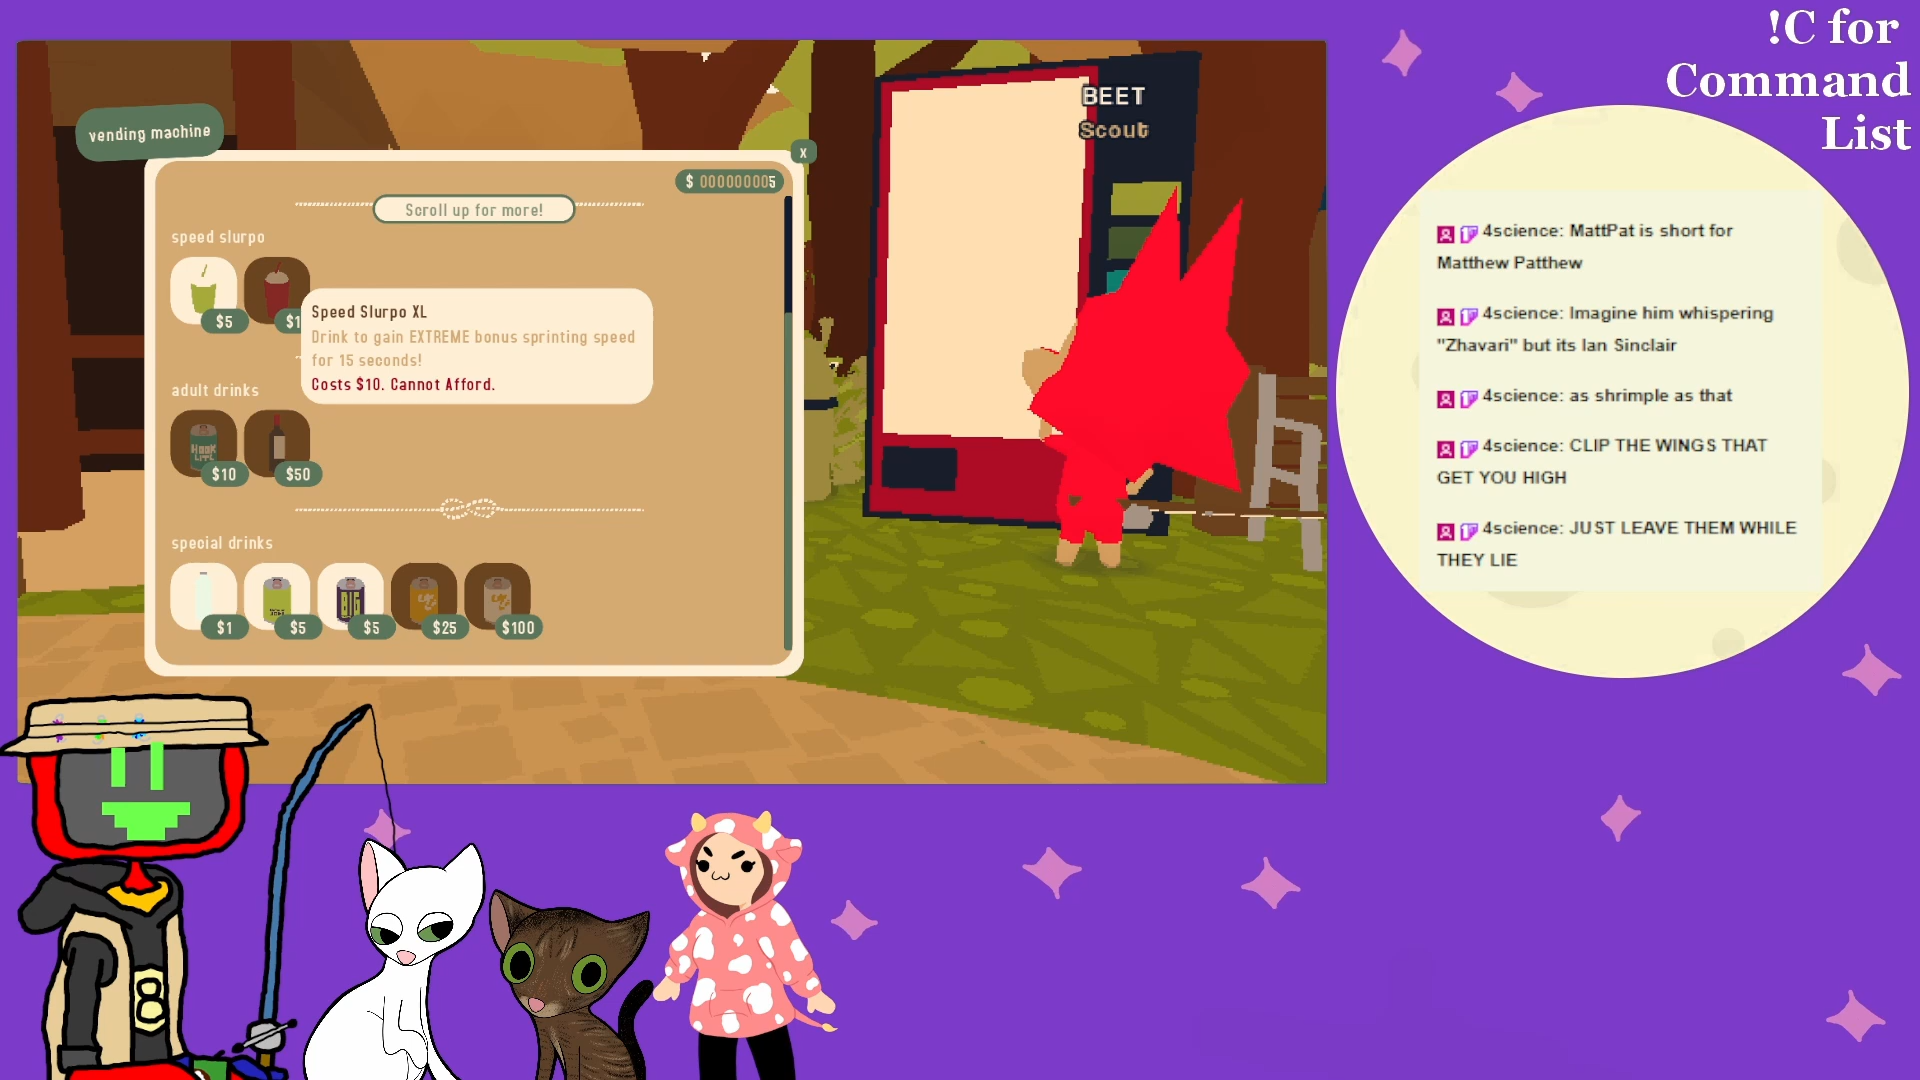 !C for
Command
List
vending machine
BEET
Scout
x
$ 0000000005
Scroll up for more!
speed slurpo
$5
$1
Speed Slurpo XL
Drink to gain EXTREME bonus sprinting speed
for 15 seconds!
Costs $10. Cannot Afford.
adult drinks
$10
$50
special drinks
$1
$5
$5
$25
$100
4science: MattPat is short for
Matthew Patthew
4science: Imagine him whispering
"Zhavari" but its Ian Sinclair
4science: as shrimple as that
4science: CLIP THE WINGS THAT
GET YOU HIGH
4science: JUST LEAVE THEM WHILE
THEY LIE
8